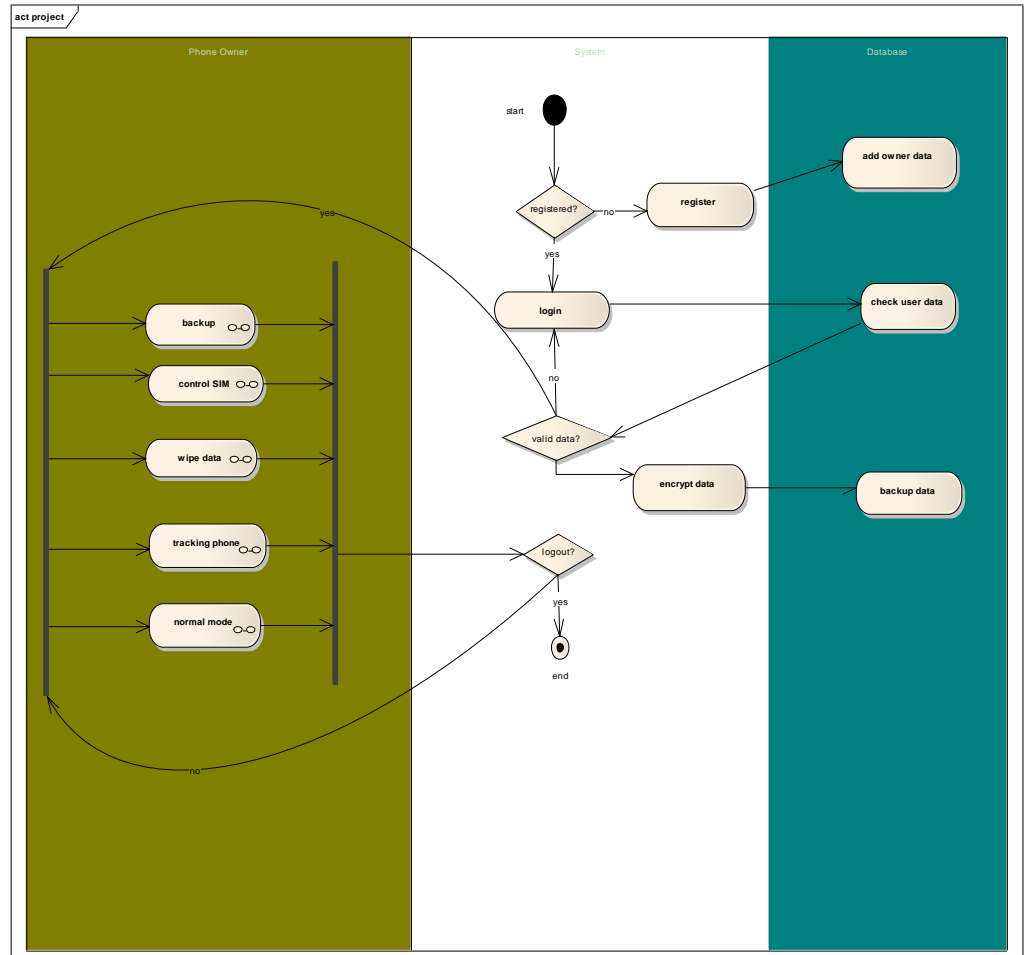 act project
Phone Owner
System
Database
start
add owner data
registered?
no
register
yes
yes
login
check user data
backup
control SIM
no
valid data?
wipe data
encrypt data
backup data
tracking phone
logout?
normal mode
yes
end
no